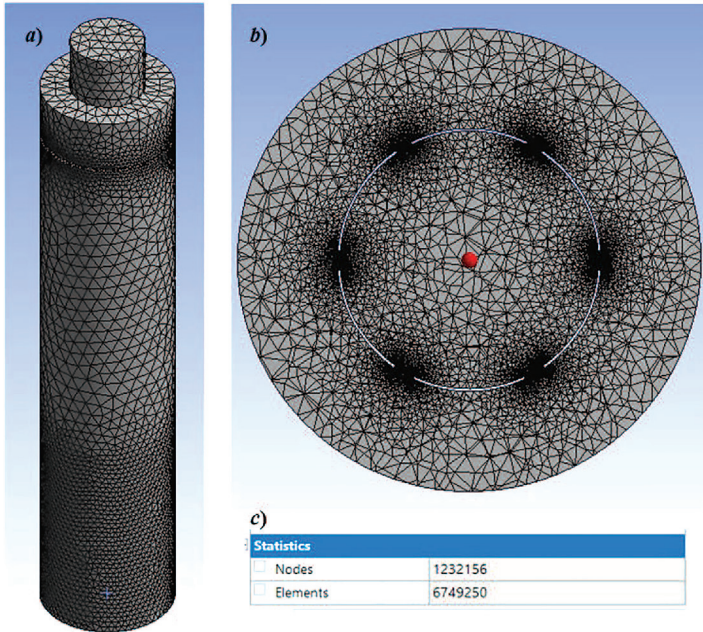 a)
b)
c)
Statistics
Nodes 1232156
Elements 6749250